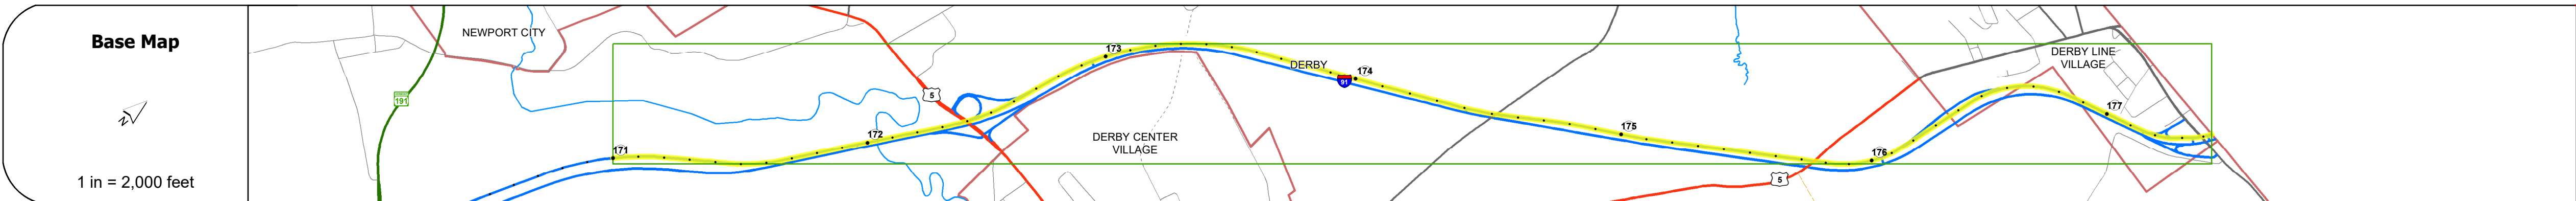 Base Map
N
1 in = 2,000 feet
191
NEWPORT CITY
171
172
5
173
DERBY CENTER
VILLAGE
DERBY
91
174
175
5
176
DERBY LINE
VILLAGE
177